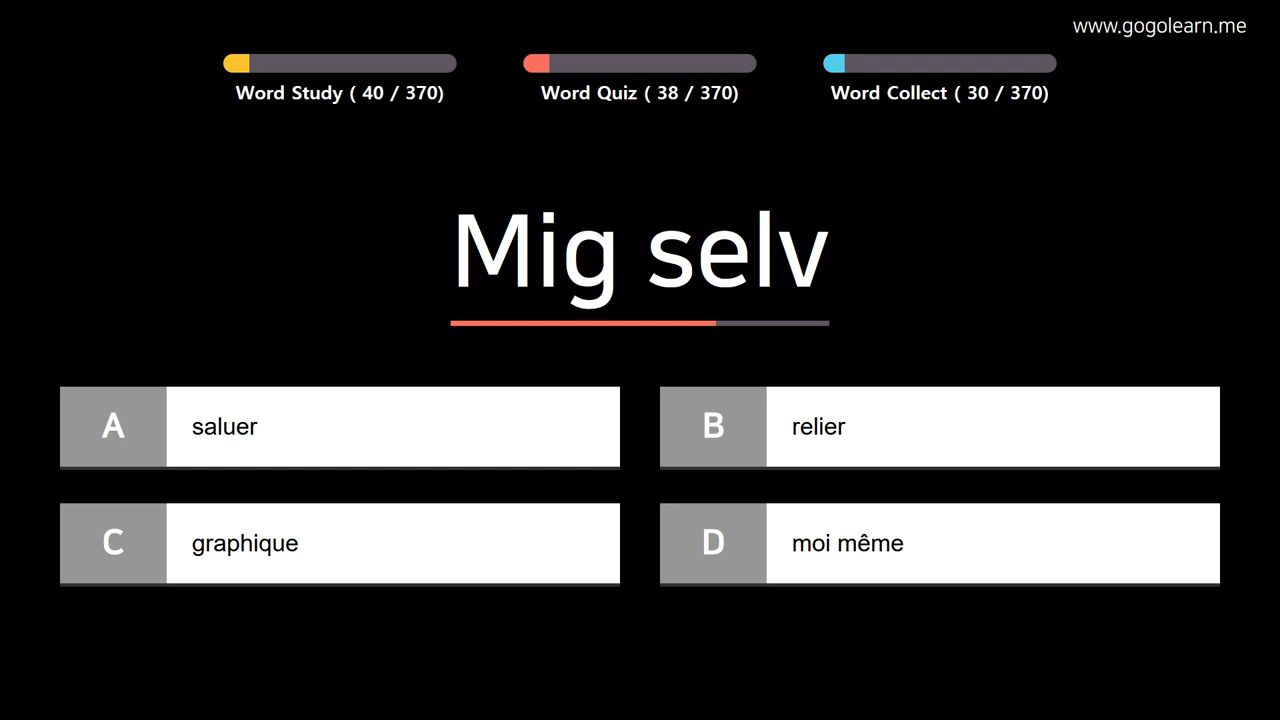 www.gogolearn.me
Word Study ( 40 / 370)
Word Quiz ( 38 / 370)
Word Collect ( 30 / 370)
Mig selv
A saluer
B relier
C graphique
D moi même